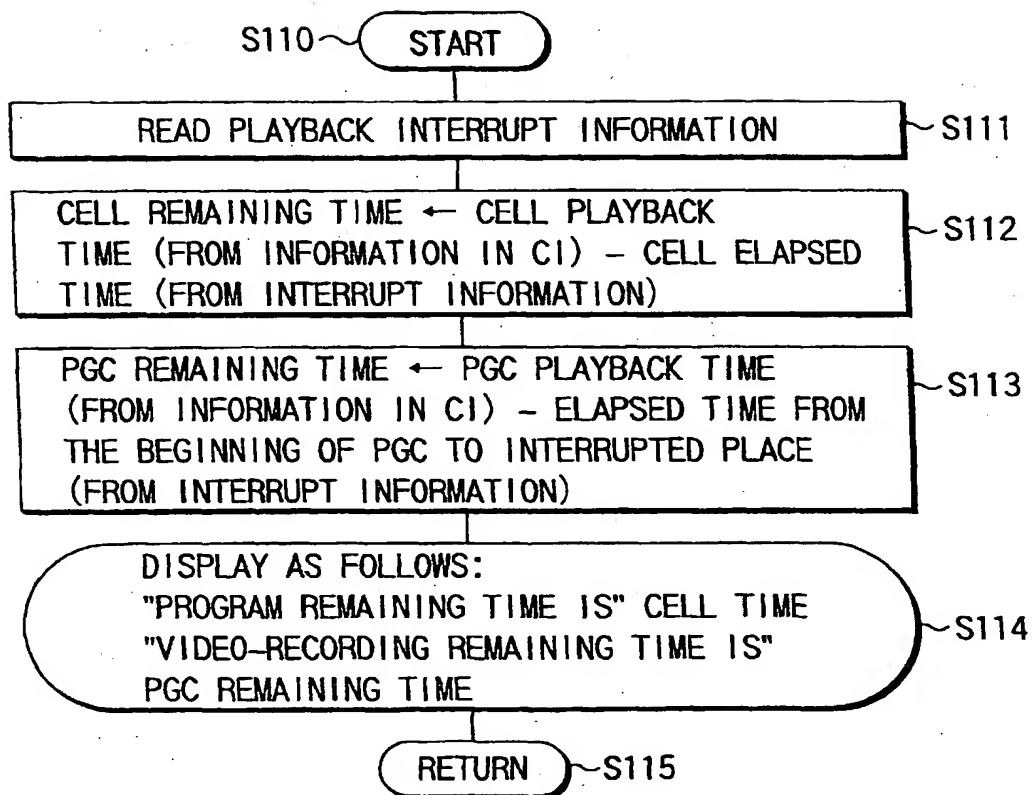 S110 START
READ PLAYBACK INTERRUPT INFORMATION S111
CELL REMAINING TIME ← CELL PLAYBACK
TIME (FROM INFORMATION IN CI) – CELL ELAPSED
TIME (FROM INTERRUPT INFORMATION)
S112
PGC REMAINING TIME ← PGC PLAYBACK TIME
(FROM INFORMATION IN CI) – ELAPSED TIME FROM
THE BEGINNING OF PGC TO INTERRUPTED PLACE
(FROM INTERRUPT INFORMATION)
S113
DISPLAY AS FOLLOWS:
"PROGRAM REMAINING TIME IS" CELL TIME
"VIDEO-RECORDING REMAINING TIME IS"
PGC REMAINING TIME
S114
RETURN S115